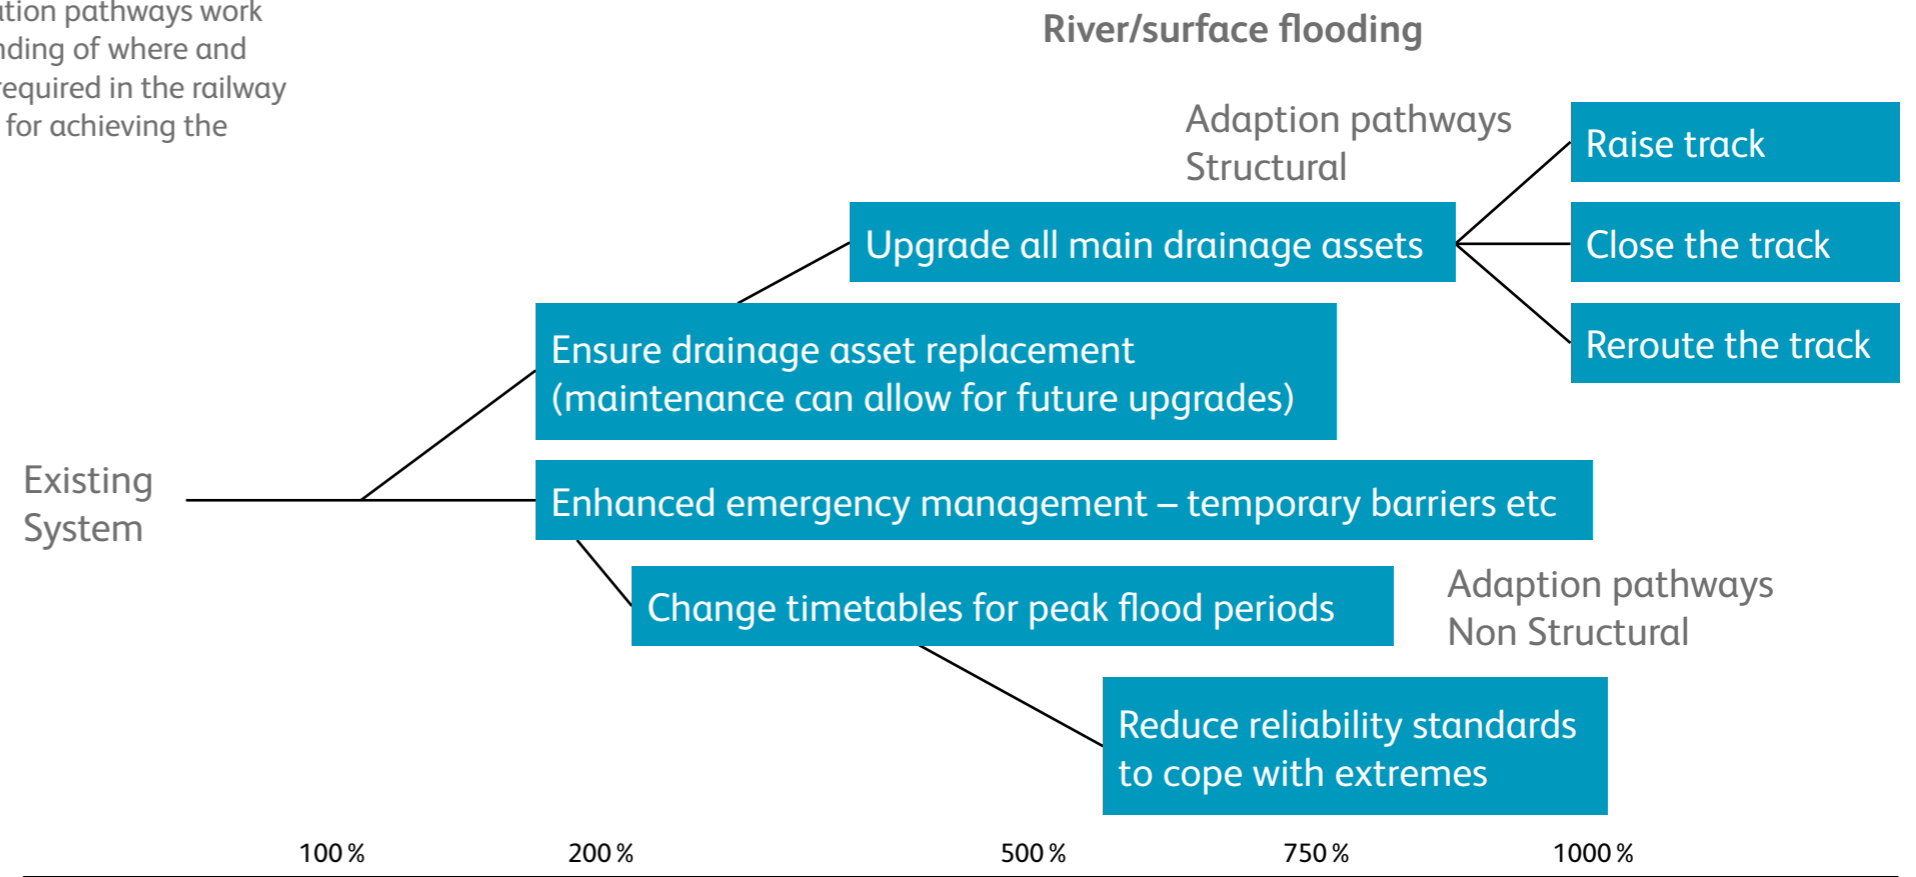 ation pathways work
nding of where and
required in the railway
for achieving the
River/surface flooding
Adaption pathways
Structural
Raise track
Upgrade all main drainage assets
Close the track
Ensure drainage asset replacement
(maintenance can allow for future upgrades)
Reroute the track
Existing
System
Enhanced emergency management – temporary barriers etc
Change timetables for peak flood periods
Adaption pathways
Non Structural
Reduce reliability standards
to cope with extremes
100% 200% 500% 750% 1000%